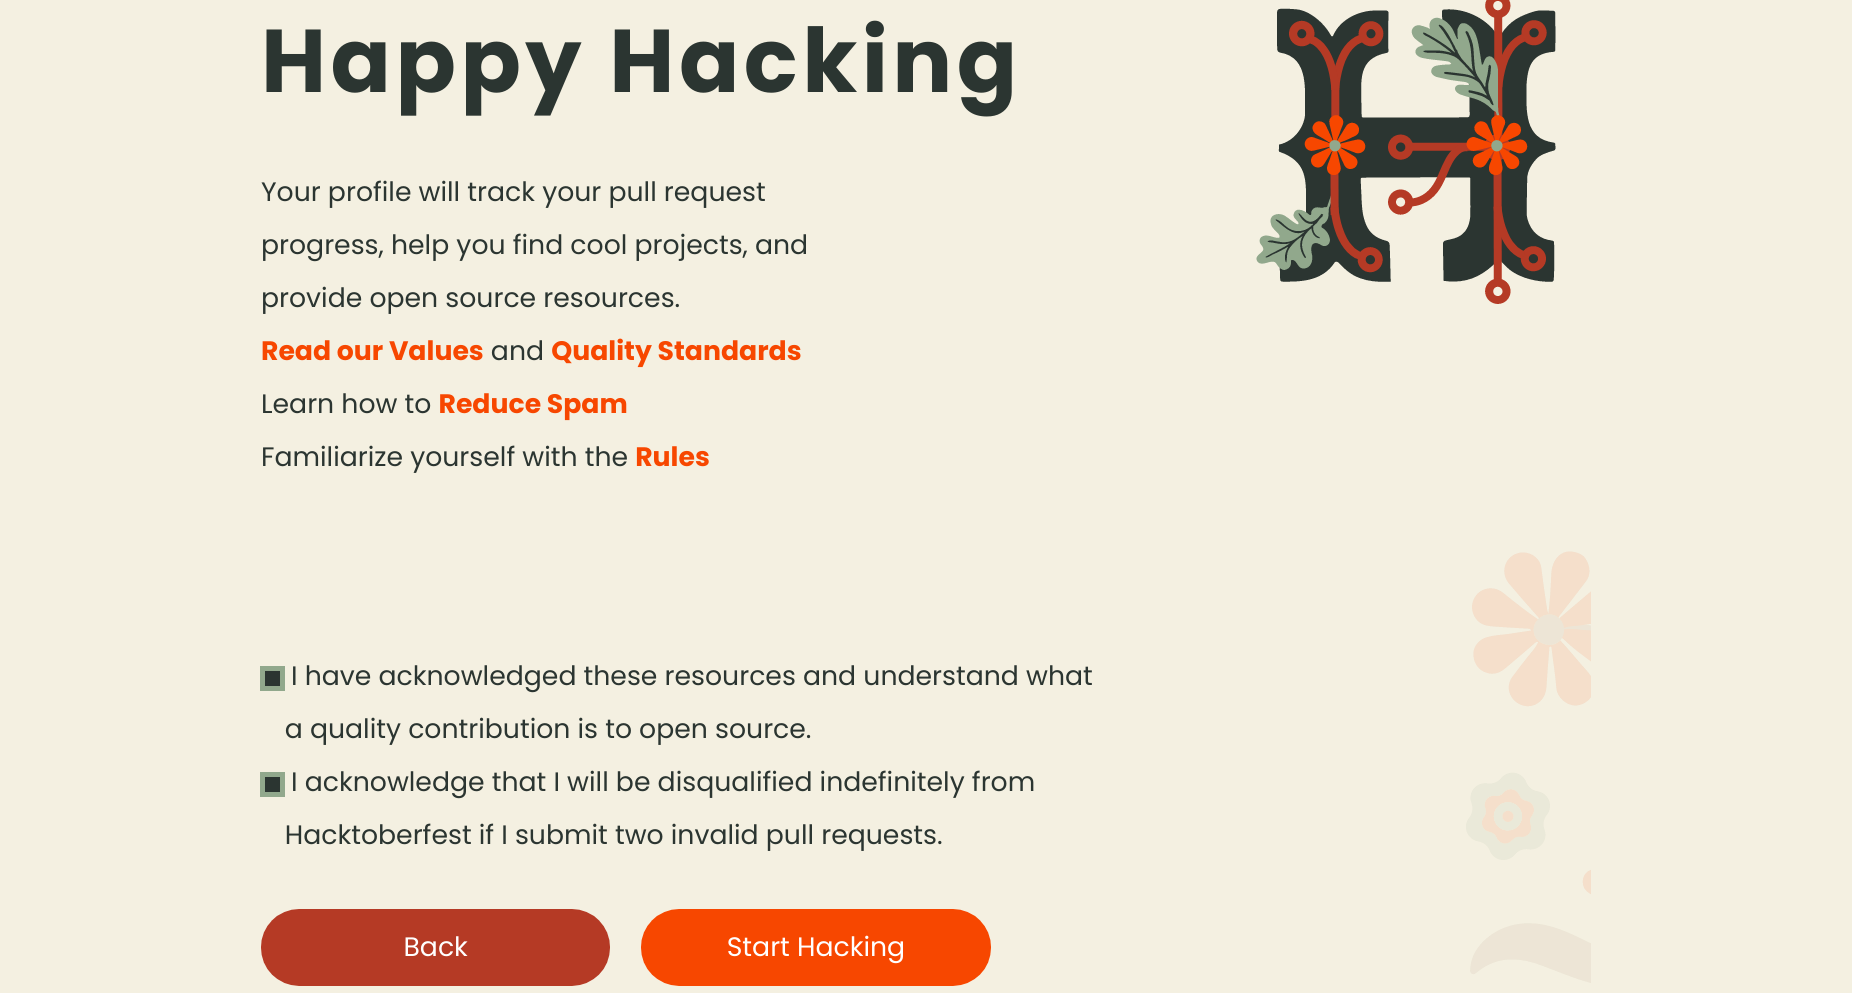 Happy Hacking
Your profile will track your pull request
progress, help you find cool projects, and
provide open source resources.
Read our Values and Quality Standards
Learn how to Reduce Spam
Familiarize yourself with the Rules
I have acknowledged these resources and understand what
a quality contribution is to open source.
I acknowledge that I will be disqualified indefinitely from
Hacktoberfest if I submit two invalid pull requests.
Back
Start Hacking
H